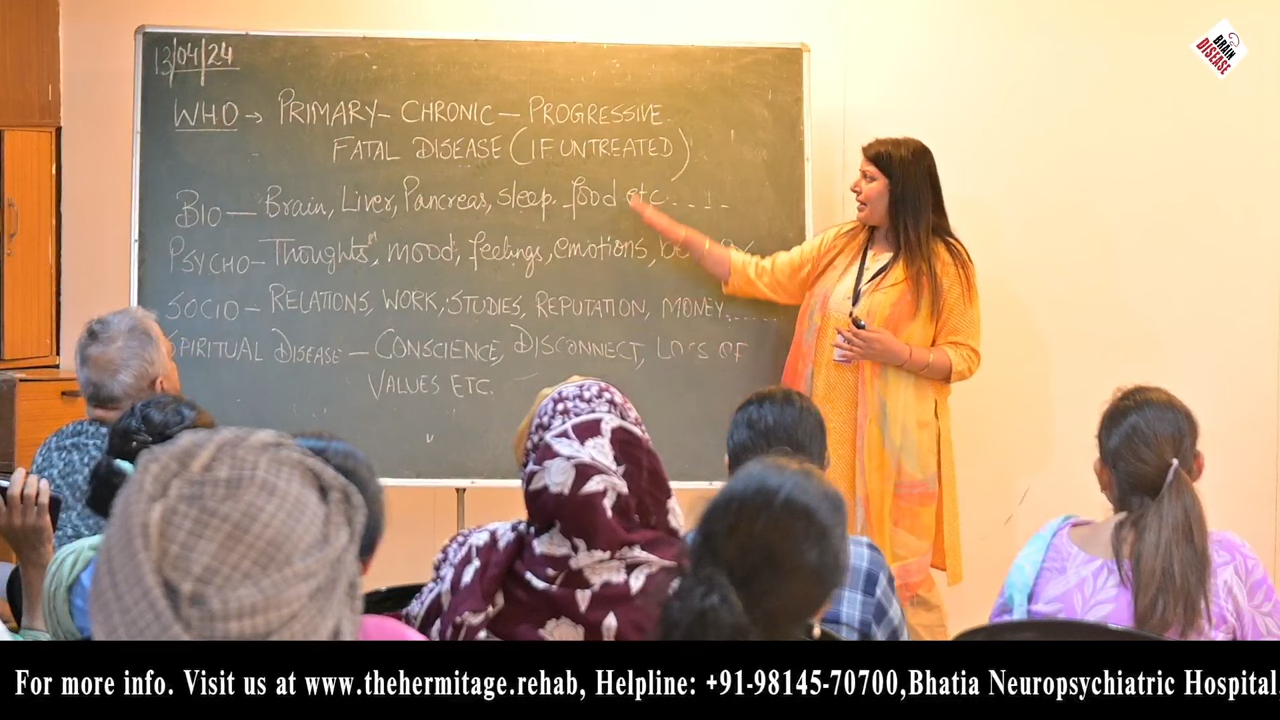 13/04/24
WHO → PRIMARY- CHRONIC - PROGRESSIVE
FATAL DISEASE (IF UNTREATED)
BIO - Brain, Liver, Pancreas, sleep. food etc....
PSYCHO - Thoughts, mood, feelings, emotions,
SOCIO - RELATIONS, WORK, STUDIES, REPUTATION, MONEY......
SPIRITUAL DISEASE - CONSCIENCE, DISCONNECT, LOSS OF
VALUES ETC.
BRAIN
DISEASE
For more info. Visit us at www.thehermitage.rehab, Helpline: +91-98145-70700,Bhatia Neuropsychiatric Hospital,